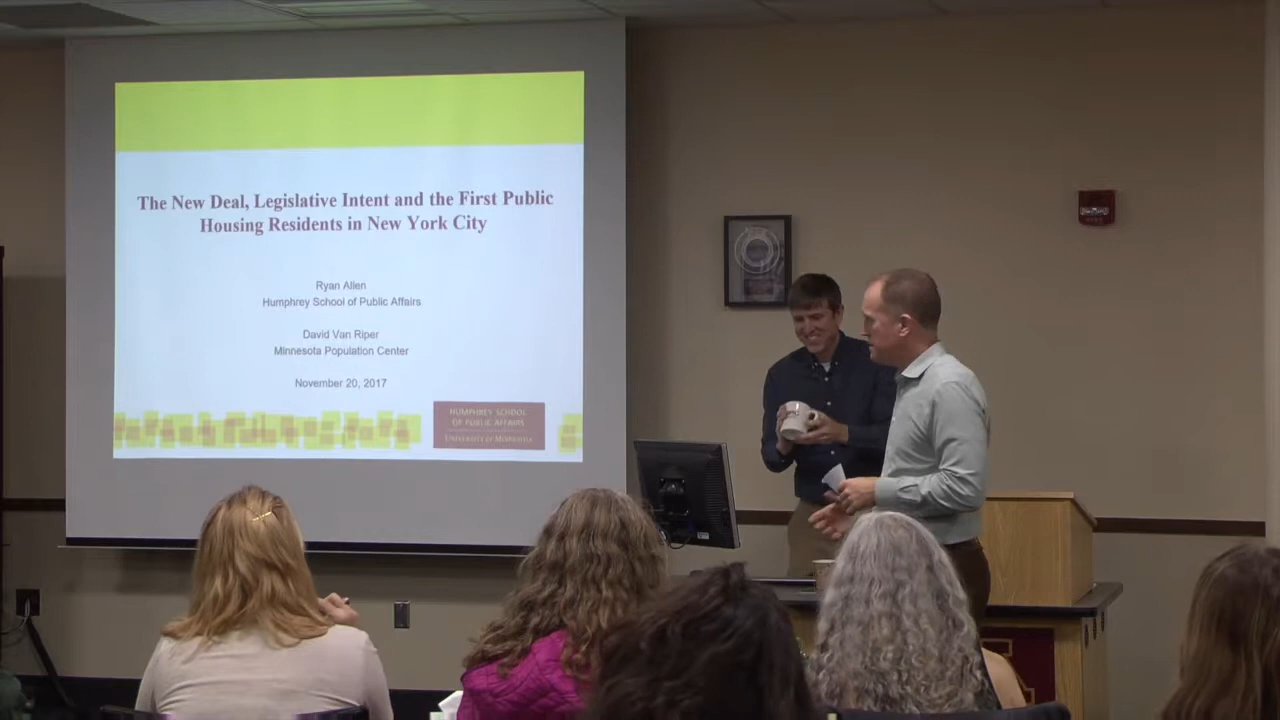 The New Deal, Legislative Intent and the First Public
Housing Residents in New York City
Ryan Allen
Humphrey School of Public Affairs
David Van Riper
Minnesota Population Center
November 20, 2017
HUMPHREY SCHOOL
OF PUBLIC AFFAIRS
UNIVERSITY OF MINNESOTA